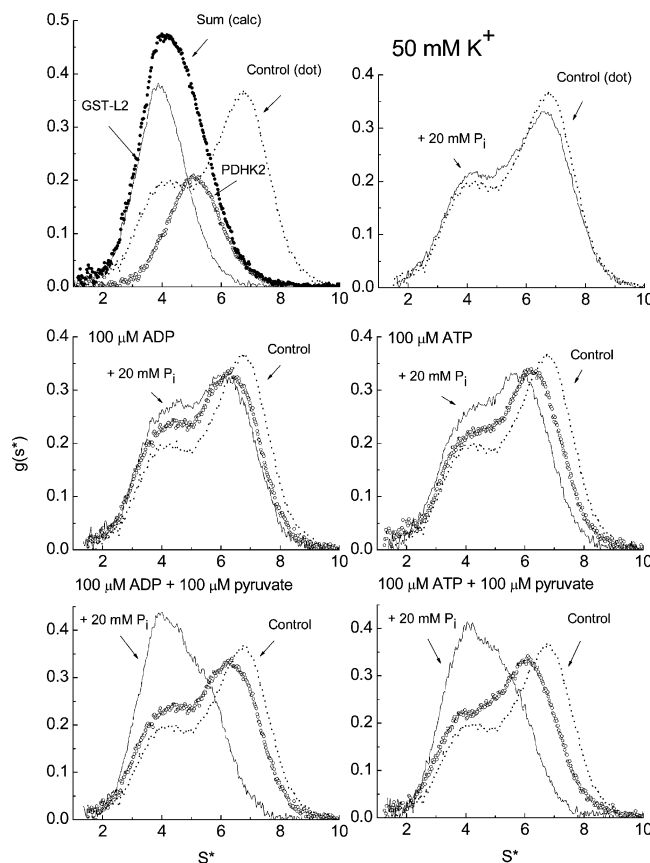 Sum (calc)
GST-L2
Control (dot)
PDHK2
0.5
0.4
0.3
0.2
0.1
0.0
2 4 6 8 10
50 mM K+
Control (dot)
+ 20 mM Pi
0.5
0.4
0.3
0.2
0.1
0.0
2 4 6 8 10
100 μM ADP
Control
+ 20 mM Pi
0.4
0.3
0.2
0.1
0.0
2 4 6 8 10
100 μM ATP
Control
+ 20 mM Pi
0.4
0.3
0.2
0.1
0.0
2 4 6 8 10
g(s*)
100 μM ADP + 100 μM pyruvate
+ 20 mM Pi
Control
0.4
0.3
0.2
0.1
0.0
2 4 6 8 10
S*
100 μM ATP + 100 μM pyruvate
+ 20 mM Pi
Control
0.4
0.3
0.2
0.1
0.0
2 4 6 8 10
S*